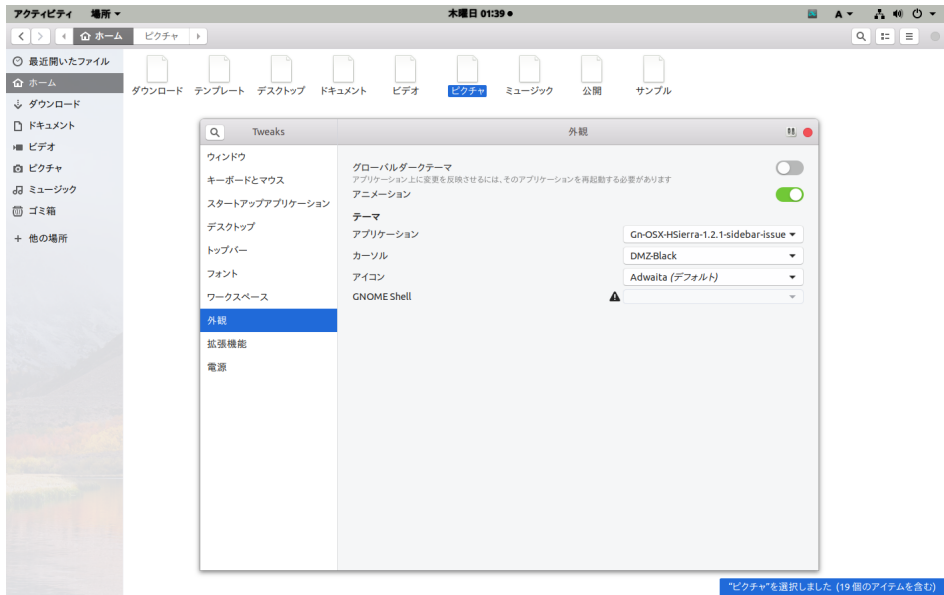 アクティビティ 場所 木曜日 01:39 A
ホーム ピクチャ
最近開いたファイル
ホーム
ダウンロード
ドキュメント
ビデオ
ピクチャ
ミュージック
ゴミ箱
他の場所
ダウンロード テンプレート デスクトップ ドキュメント ビデオ ピクチャ ミュージック 公開 サンプル
Tweaks 外観
ウィンドウ
キーボードとマウス
スタートアップアプリケーション
デスクトップ
トップバー
フォント
ワークスペース
外観
拡張機能
電源
グローバルダークテーマ
アプリケーション上に変更を反映させるには、そのアプリケーションを再起動する必要があります
アニメーション
テーマ
アプリケーション Gn-OSX-HSierra-1.2.1-sidebar-issue
カーソル DMZ-Black
アイコン Adwaita (デフォルト)
GNOME Shell
"ピクチャ"を選択しました (19 個のアイテムを含む)